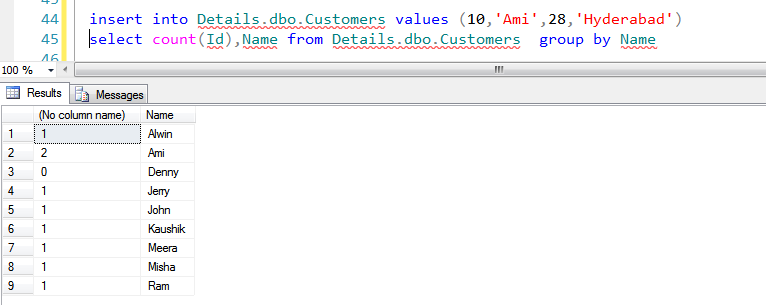 44 insert into Details.dbo.Customers values (10,'Ami',28,'Hyderabad')
45 select count(Id),Name from Details.dbo.Customers  group by Name
100 %
Results Messages
(No column name) Name
1 1 Alwin
2 2 Ami
3 0 Denny
4 1 Jerry
5 1 John
6 1 Kaushik
7 1 Meera
8 1 Misha
9 1 Ram